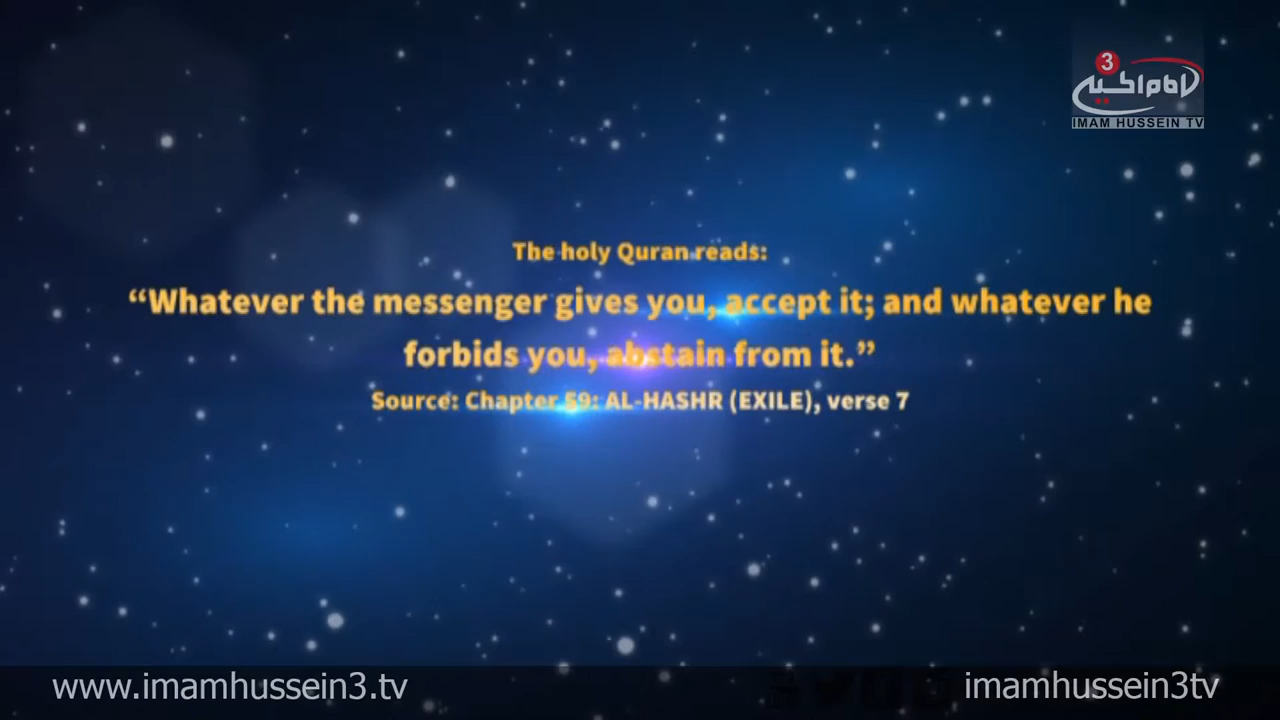 3
IMAM HUSSEIN TV
The holy Quran reads:
“Whatever the messenger gives you, accept it; and whatever he
forbids you, abstain from it.”
Source: Chapter 59: AL-HASHR (EXILE), verse 7
www.imamhussein3.tv
imamhussein3tv